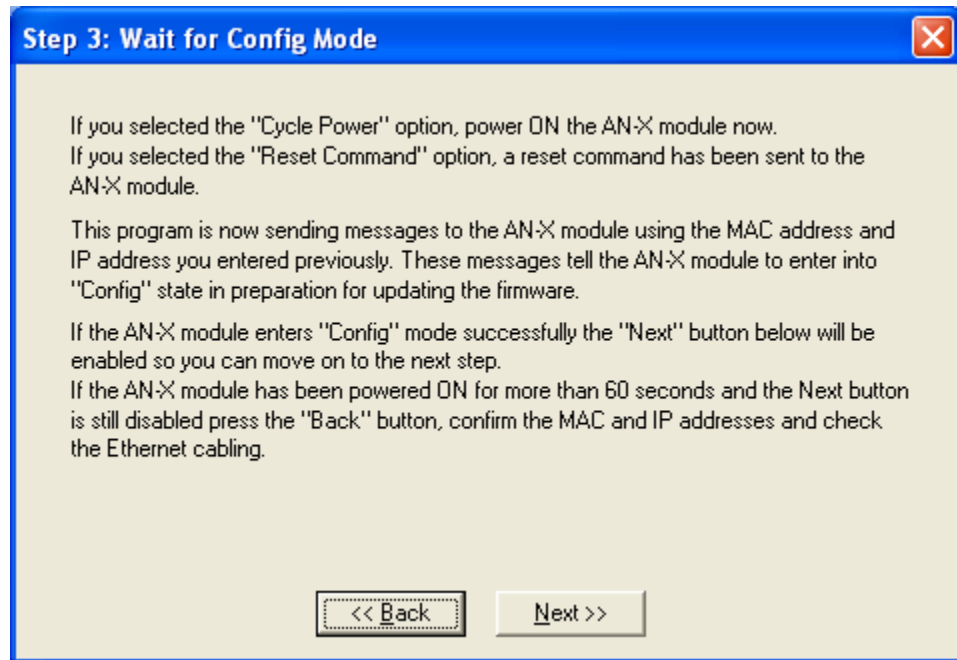 Step 3: Wait for Config Mode
If you selected the "Cycle Power" option, power ON the AN-X module now.
If you selected the "Reset Command" option, a reset command has been sent to the
AN-X module.
This program is now sending messages to the AN-X module using the MAC address and
IP address you entered previously. These messages tell the AN-X module to enter into
"Config" state in preparation for updating the firmware.
If the AN-X module enters "Config" mode successfully the "Next" button below will be
enabled so you can move on to the next step.
If the AN-X module has been powered ON for more than 60 seconds and the Next button
is still disabled press the "Back" button, confirm the MAC and IP addresses and check
the Ethernet cabling.
<< Back Next >>